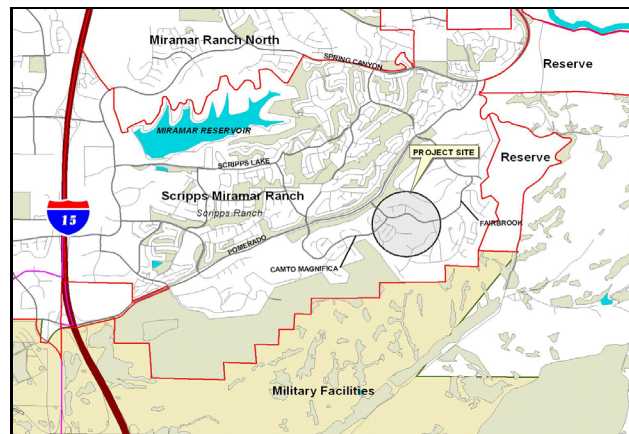 Miramar Ranch North
SPRING CANYON
Reserve
MIRAMAR RESERVOIR
PROJECT SITE
Reserve
SCRIPPS LAKE
Scripps Miramar Ranch
Scripps Ranch
15
FAIRBROOK
POMERADO
CAMTO MAGNIFICA
Military Facilities